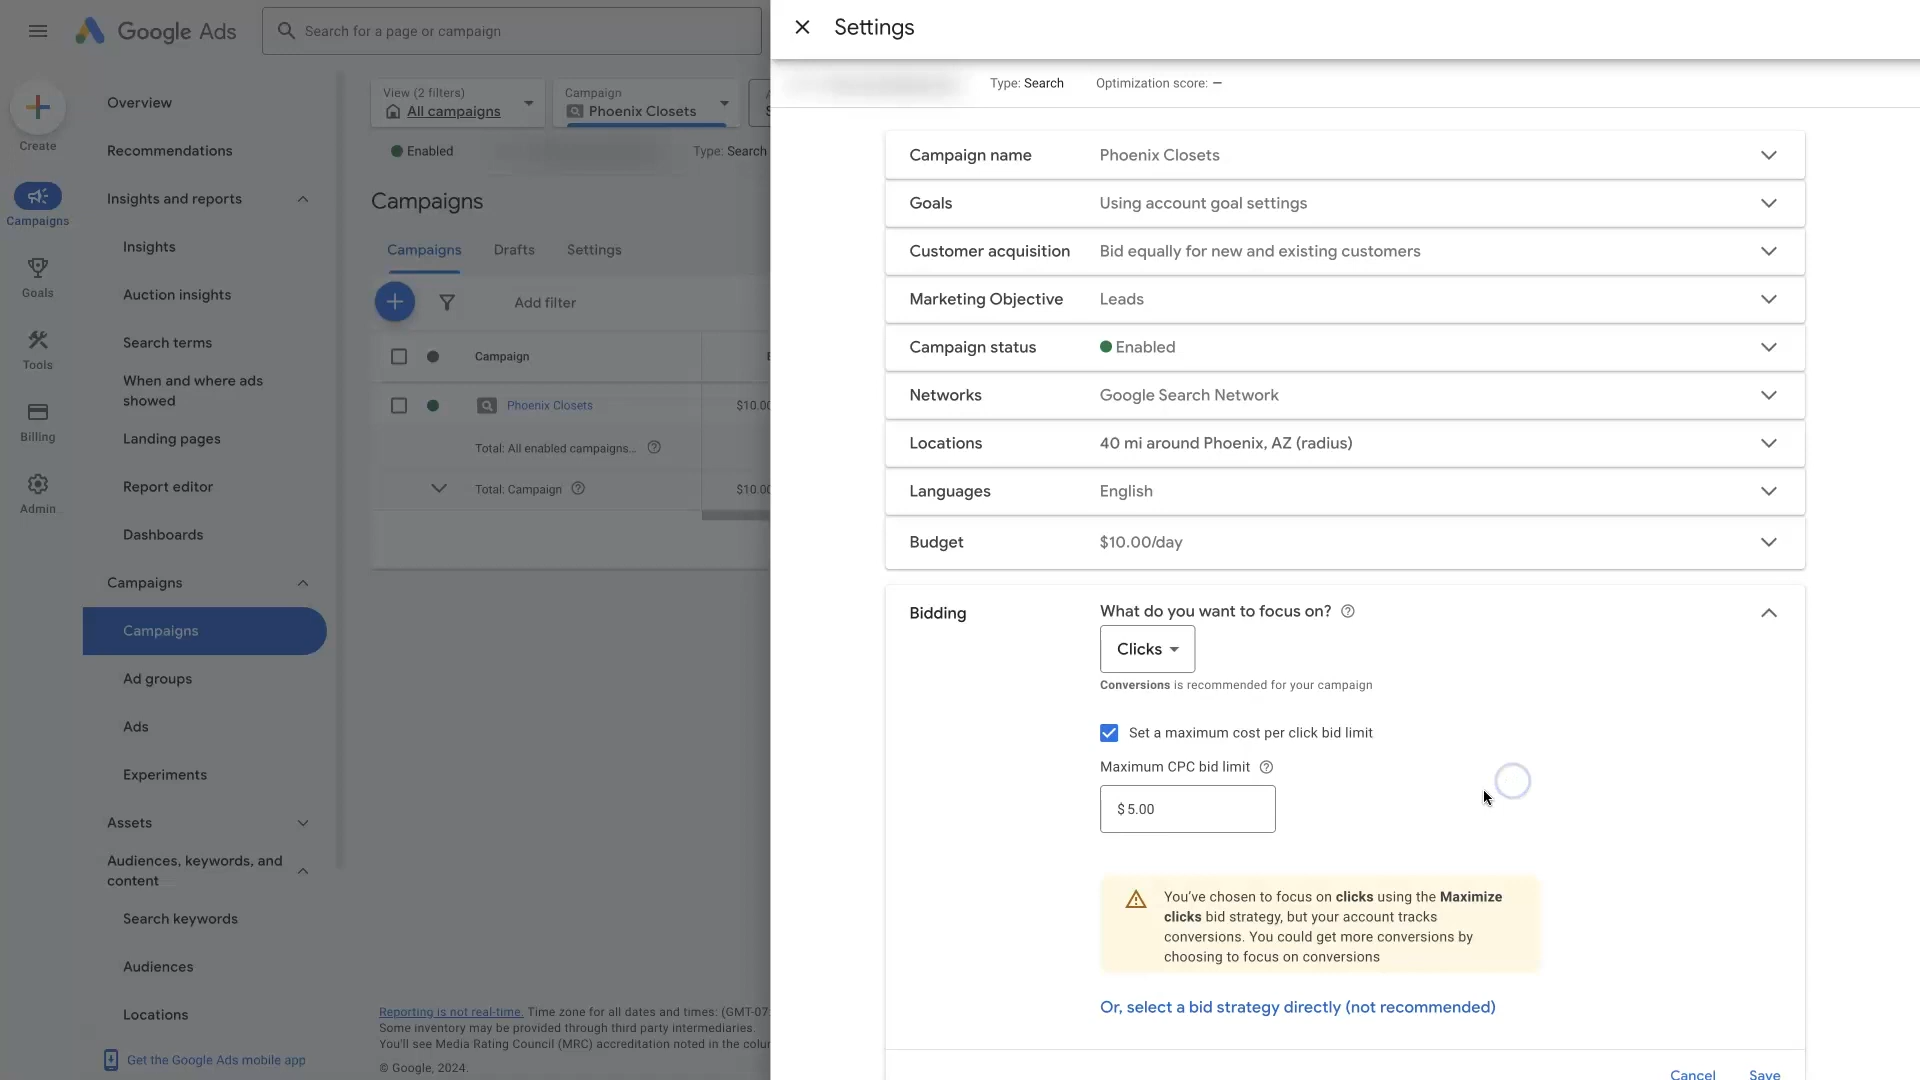 Google Ads
Search for a page or campaign
Create
Campaigns
Goals
Tools
Billing
Admin
Overview
Recommendations
Insights and reports
Insights
Auction insights
Search terms
When and where ads
showed
Landing pages
Report editor
Dashboards
Campaigns
Campaigns
Ad groups
Ads
Experiments
Assets
Audiences, keywords, and
content
Search keywords
Audiences
Locations
Get the Google Ads mobile app
View (2 filters)
All campaigns
Campaign
Phoenix Closets
Enabled
Type: Search
Campaigns
Campaigns
Drafts
Settings
Add filter
Campaign
Phoenix Closets
$10.00
Total: All enabled campaigns...
Total: Campaign
$10.00
Reporting is not real-time. Time zone for all dates and times: (GMT-07
Some inventory may be provided through third party intermediaries.
You'll see Media Rating Council (MRC) accreditation noted in the colu
© Google, 2024.
Settings
Type: Search
Optimization score: –
Campaign name
Phoenix Closets
Goals
Using account goal settings
Customer acquisition
Bid equally for new and existing customers
Marketing Objective
Leads
Campaign status
Enabled
Networks
Google Search Network
Locations
40 mi around Phoenix, AZ (radius)
Languages
English
Budget
$10.00/day
Bidding
What do you want to focus on?
Clicks
Conversions is recommended for your campaign
Set a maximum cost per click bid limit
Maximum CPC bid limit
$ 5.00
You've chosen to focus on clicks using the Maximize
clicks bid strategy, but your account tracks
conversions. You could get more conversions by
choosing to focus on conversions
Or, select a bid strategy directly (not recommended)
Cancel
Save